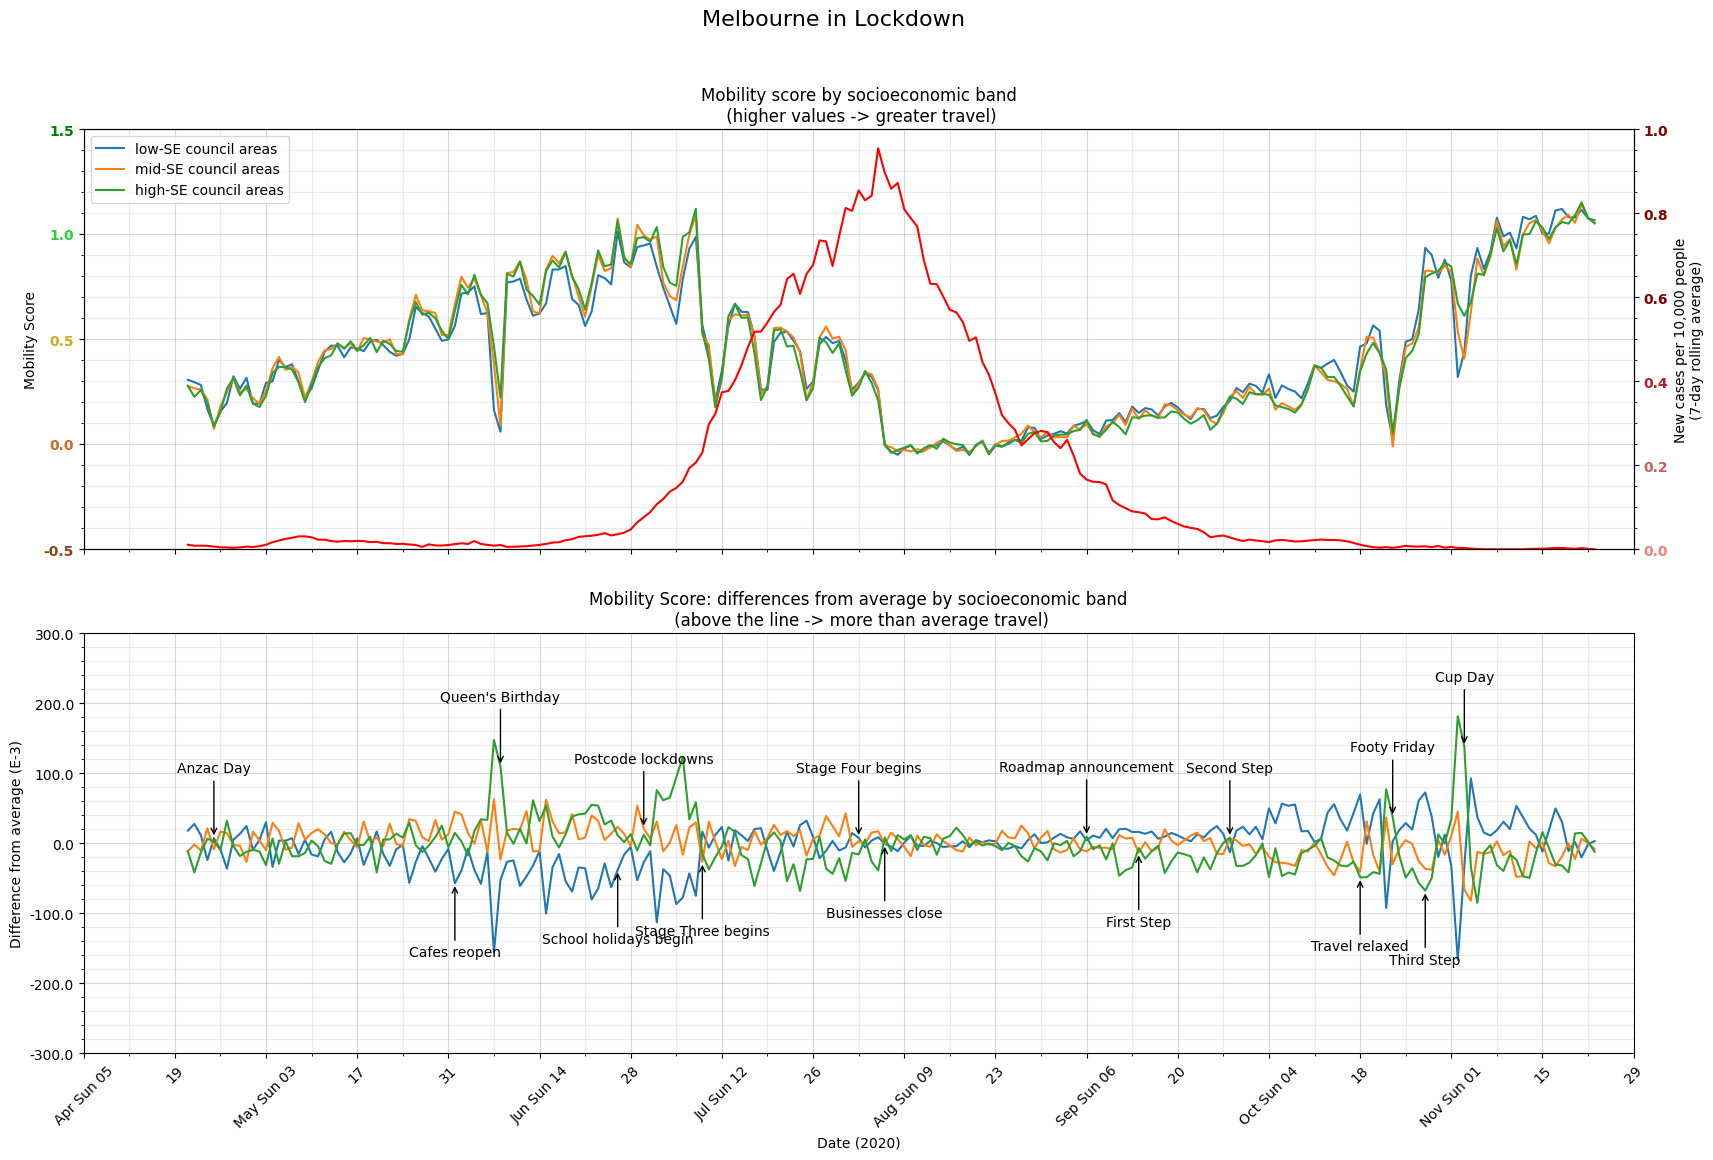 Melbourne in Lockdown
Mobility score by socioeconomic band
(higher values -> greater travel)
low-SE council areas
mid-SE council areas
high-SE council areas
Mobility Score
1.5
1.0
0.5
0.0
-0.5
1.0
0.8
0.6
0.4
0.2
0.0
New cases per 10,000 people
(7-day rolling average)
Mobility Score: differences from average by socioeconomic band
(above the line -> more than average travel)
Difference from average (E-3)
300.0
200.0
100.0
0.0
-100.0
-200.0
-300.0
Anzac Day
Queen's Birthday
Postcode lockdowns
Stage Four begins
Roadmap announcement
Second Step
Footy Friday
Cup Day
Cafes reopen
School holidays begin
Stage Three begins
Businesses close
First Step
Travel relaxed
Third Step
Apr Sun 05
19
May Sun 03
17
31
Jun Sun 14
28
Jul Sun 12
26
Aug Sun 09
23
Sep Sun 06
20
Oct Sun 04
18
Nov Sun 01
15
29
Date (2020)